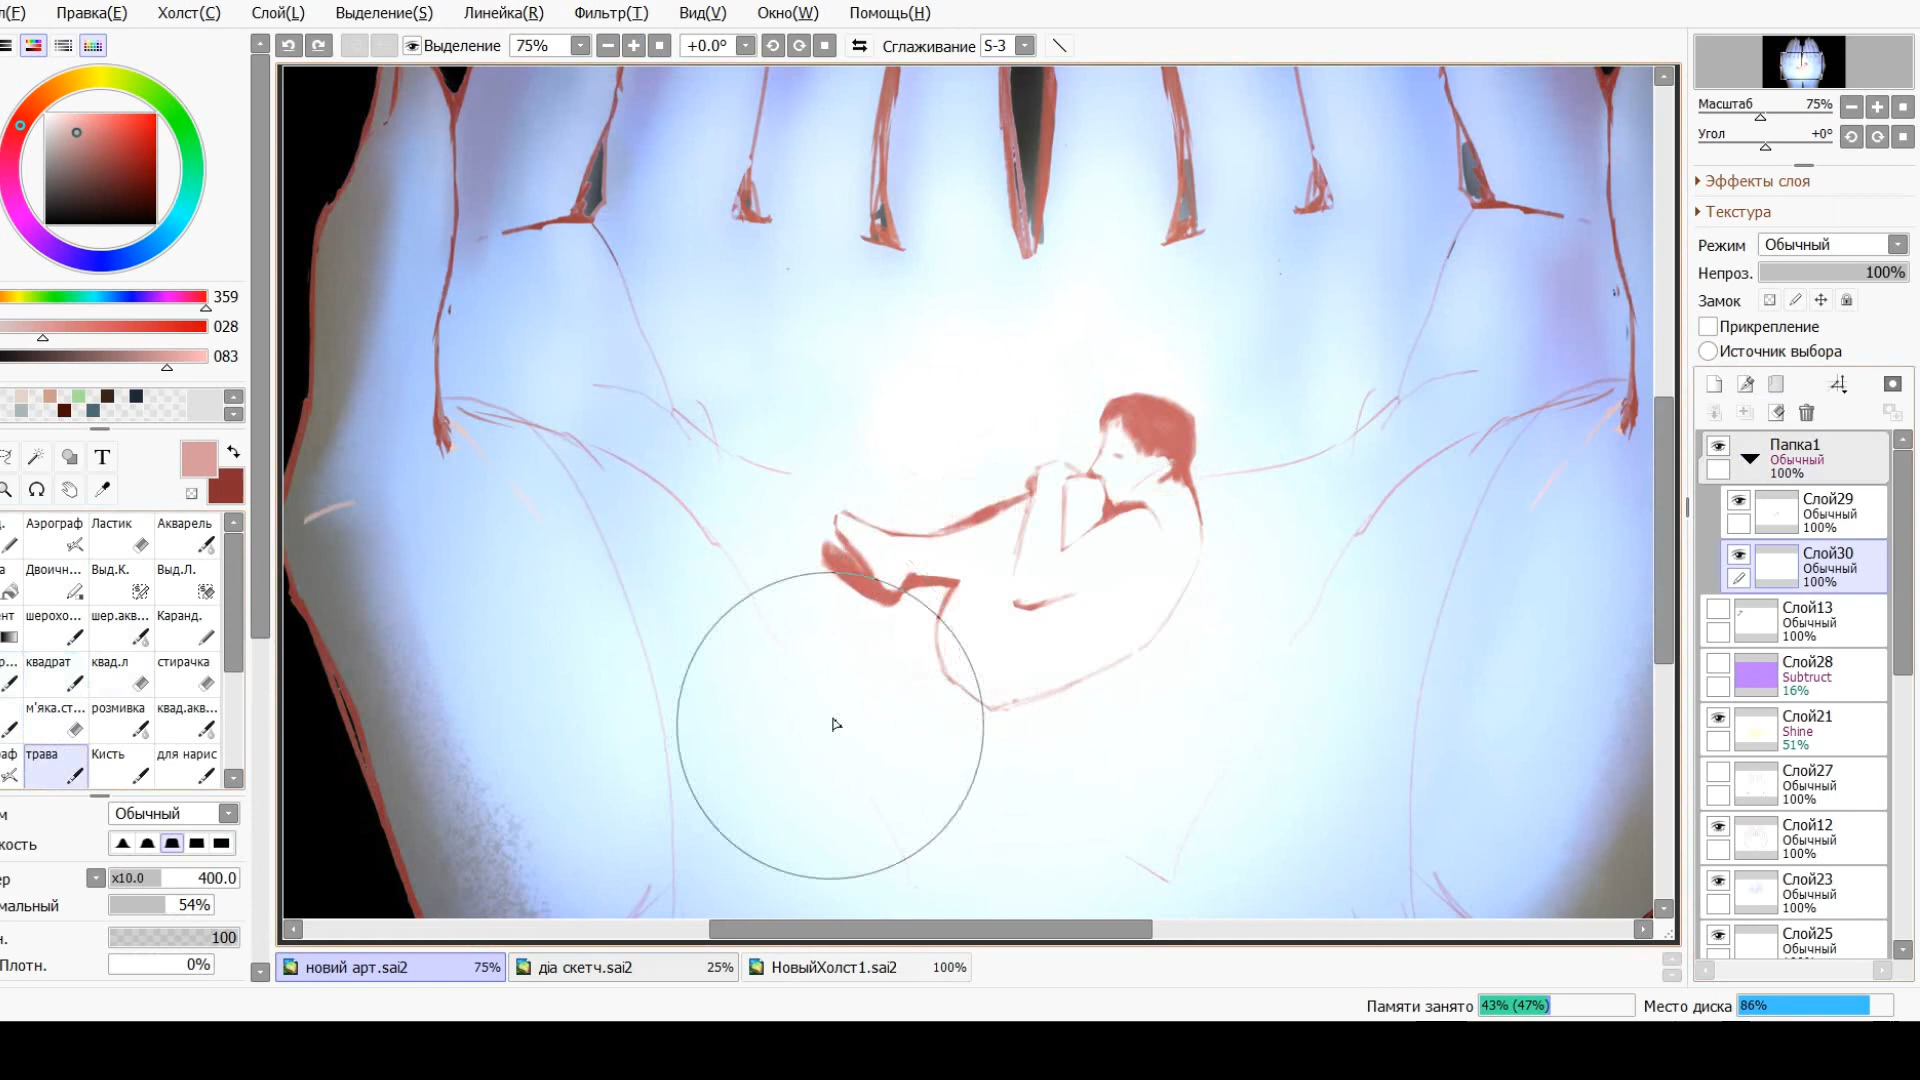 (F) Правка(E) Холст(C) Слой(L) Выделение(S) Линейка(R) Фильтр(T) Вид(V) Окно(W) Помощь(H)
Выделение 75% +0.0° Сглаживание S-3
Масштаб 75%
Угол +0°
Эффекты слоя
Текстура
Режим Обычный
Непроз. 100%
Замок
Прикрепление
Источник выбора
359
028
083
T
Аэрограф Ластик Акварель
Двоичн... Выд.К. Выд.Л.
шерохо... шер.акв... Каранд.
квадрат квад.л стирачка
м'яка.ст... розмивка квад.акв...
трава Кисть для нарис
Обычный
x10.0 400.0
54%
100
Плотн. 0%
Папка1
Обычный
100%
Слой29
Обычный
100%
Слой30
Обычный
100%
Слой13
Обычный
100%
Слой28
Subtruct
16%
Слой21
Shine
51%
Слой27
Обычный
100%
Слой12
Обычный
100%
Слой23
Обычный
100%
Слой25
Обычный
новий арт.sai2 75% діа скетч.sai2 25% НовыйХолст1.sai2 100%
Памяти занято 43% (47%) Место диска 86%